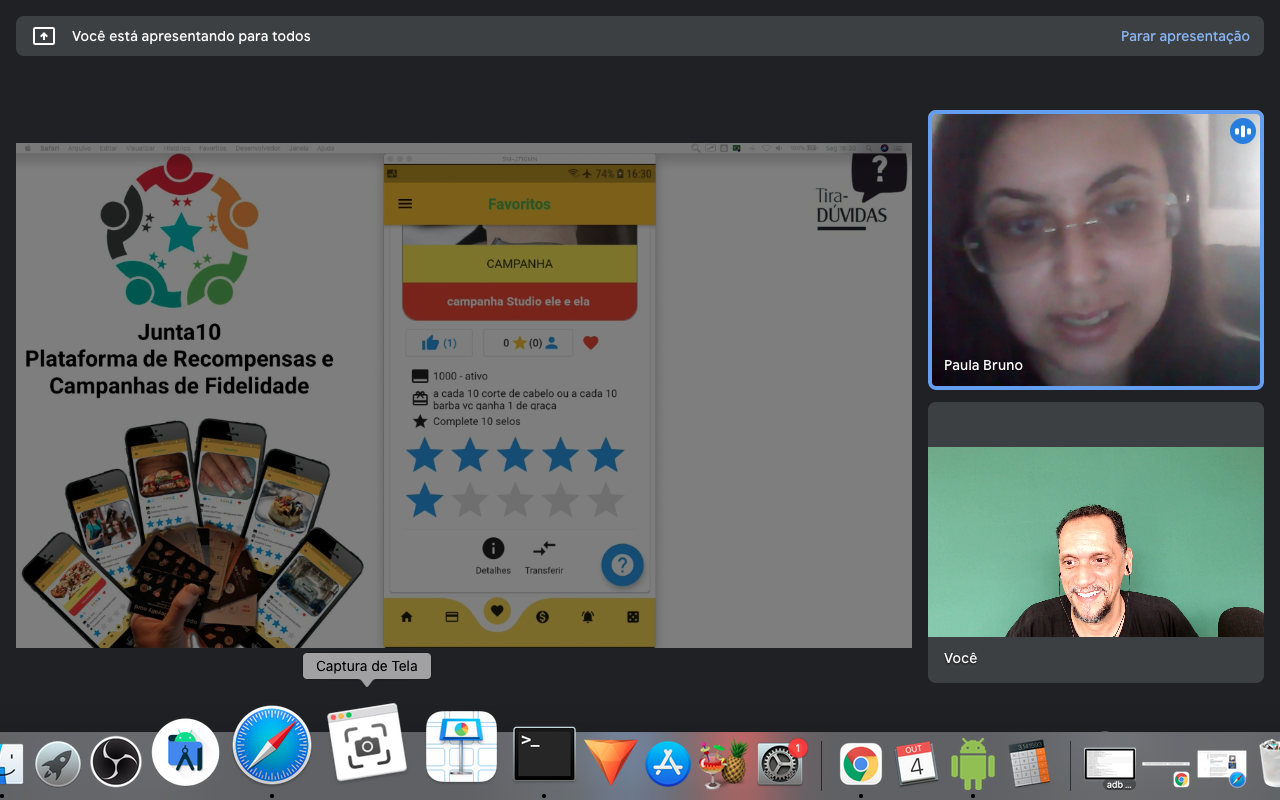 Você está apresentando para todos
Parar apresentação
Safari Arquivo Editar Visualizar Histórico Favoritos Desenvolvedor Janela Ajuda
74% 16:30
Favoritos
CAMPANHA
campanha Studio ele e ela
(1)
0 (0)
1000 - ativo
a cada 10 corte de cabelo ou a cada 10
barba vc ganha 1 de graça
Complete 10 selos
Detalhes
Transferir
?
Junta10
Plataforma de Recompensas e
Campanhas de Fidelidade
?
Tira-
DÚVIDAS
Paula Bruno
Você
Captura de Tela
>_
1
OUT
4
adb ...